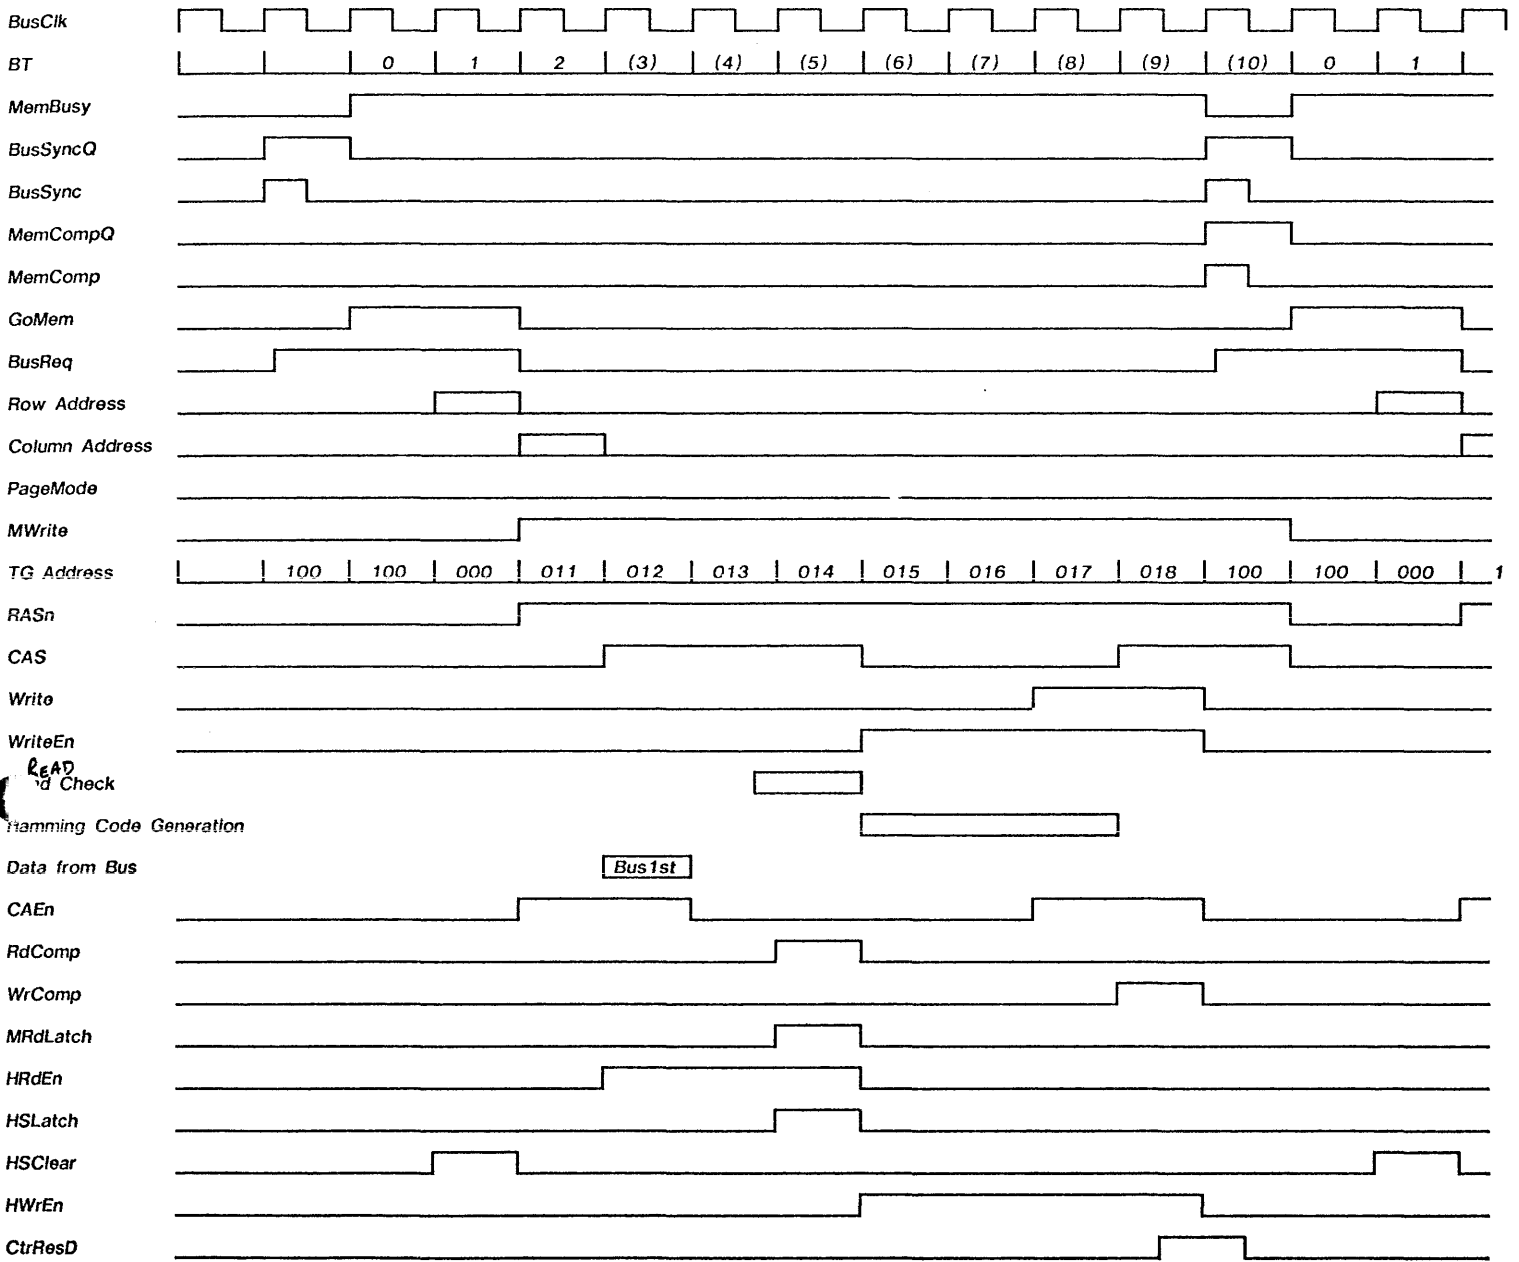 BusClk
BT 0 1 2 (3) (4) (5) (6) (7) (8) (9) (10) 0 1
MemBusy
BusSyncQ
BusSync
MemCompQ
MemComp
GoMem
BusReq
Row Address
Column Address
PageMode
MWrite
TG Address 100 100 000 011 012 013 014 015 016 017 018 100 100 000 1
RASn
CAS
Write
WriteEn
READ
Check
Hamming Code Generation
Data from Bus Bus1st
CAEn
RdComp
WrComp
MRdLatch
HRdEn
HSLatch
HSClear
HWrEn
CtrResD